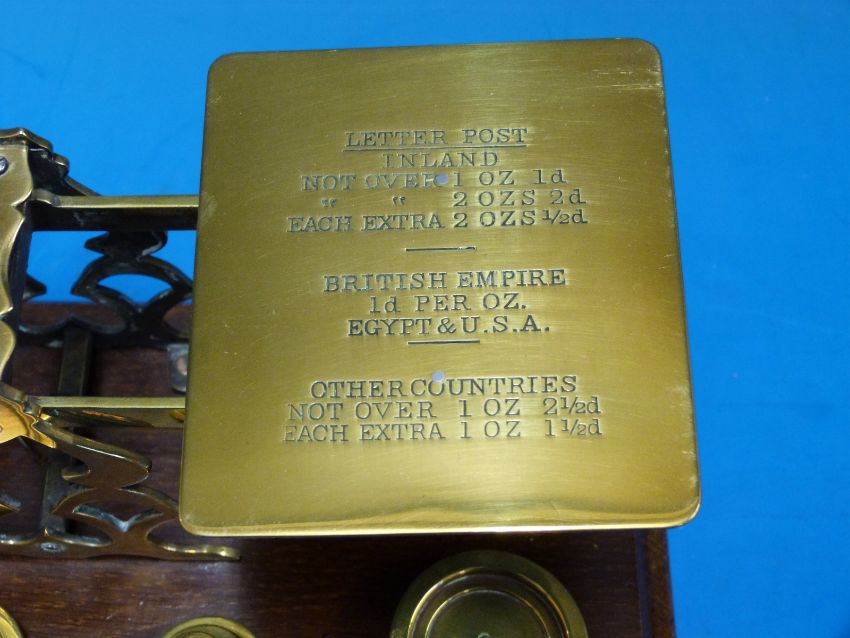 LETTER POST
INLAND
NOT OVER 1 OZ 1d
" " 2 OZS 2d
EACH EXTRA 2 OZS ½d
BRITISH EMPIRE
1d PER OZ.
EGYPT & U.S.A.
OTHER COUNTRIES
NOT OVER 1 OZ 2½d
EACH EXTRA 1 OZ 1½d